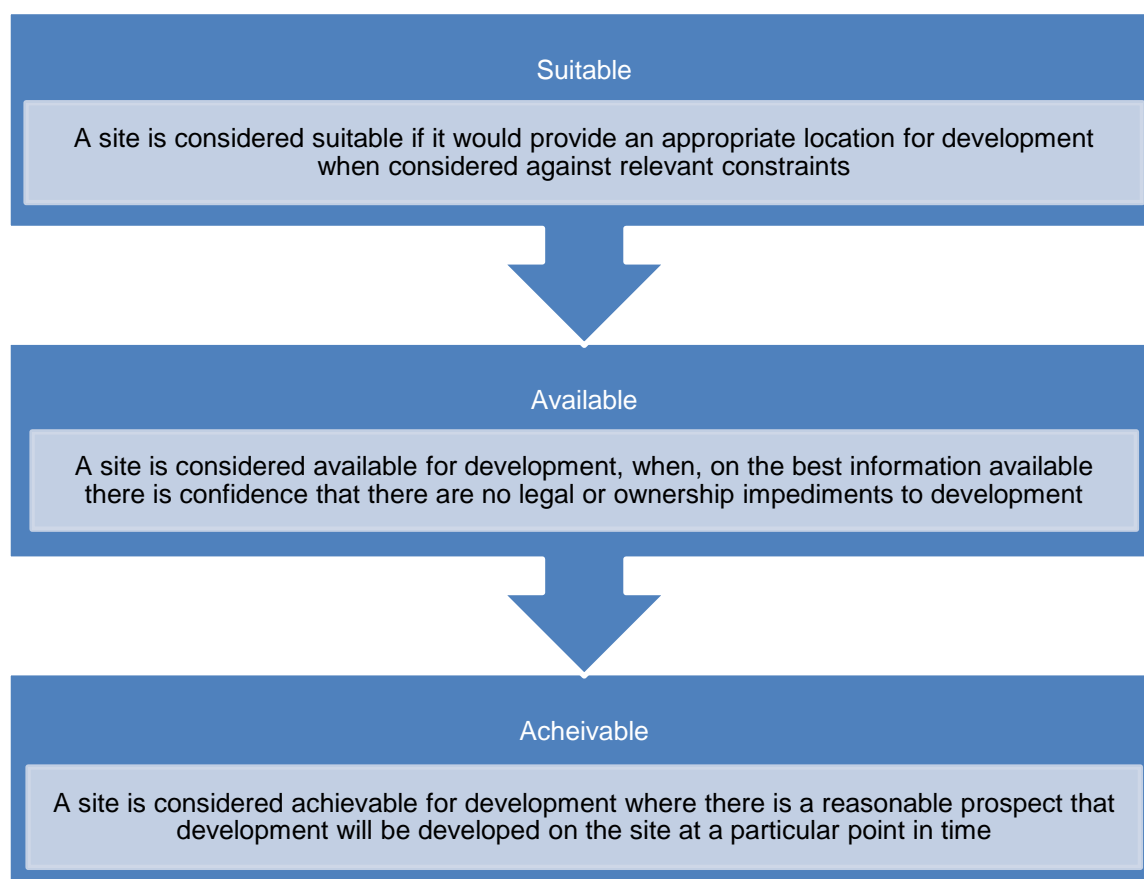 Suitable
A site is considered suitable if it would provide an appropriate location for development
when considered against relevant constraints
Available
A site is considered available for development, when, on the best information available
there is confidence that there are no legal or ownership impediments to development
Acheivable
A site is considered achievable for development where there is a reasonable prospect that
development will be developed on the site at a particular point in time